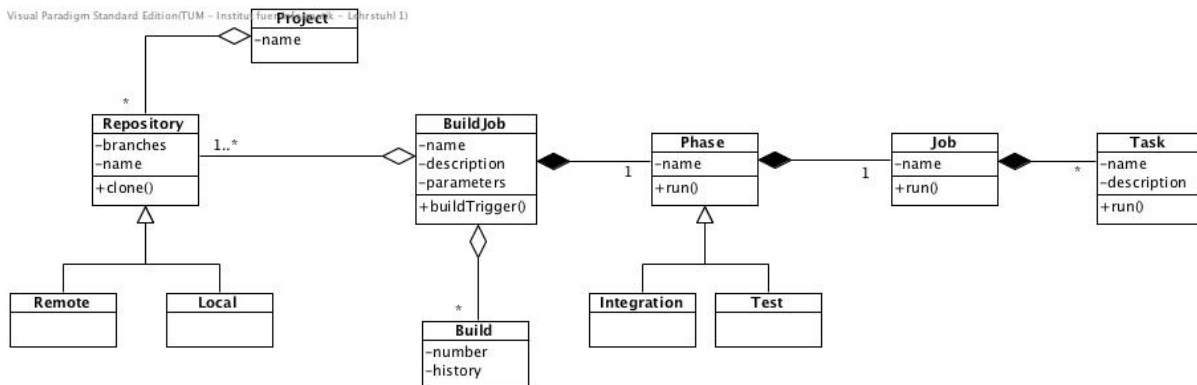 Visual Paradigm Standard Edition(TUM - Institut fuer Informatik - Lehrstuhl 1)
Project
-name
*
Repository
-branches
-name
+clone()
1..*
BuildJob
-name
-description
-parameters
+buildTrigger()
1
Phase
-name
+run()
1
Job
-name
+run()
*
Task
-name
-description
+run()
Remote
Local
*
Build
-number
-history
Integration
Test